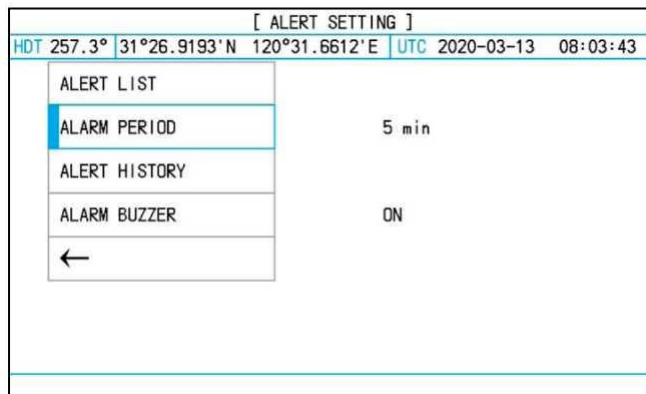 [ ALERT SETTING ]
HDT 257.3° 31°26.9193'N 120°31.6612'E UTC 2020-03-13 08:03:43
ALERT LIST
ALARM PERIOD 5 min
ALERT HISTORY
ALARM BUZZER ON
←